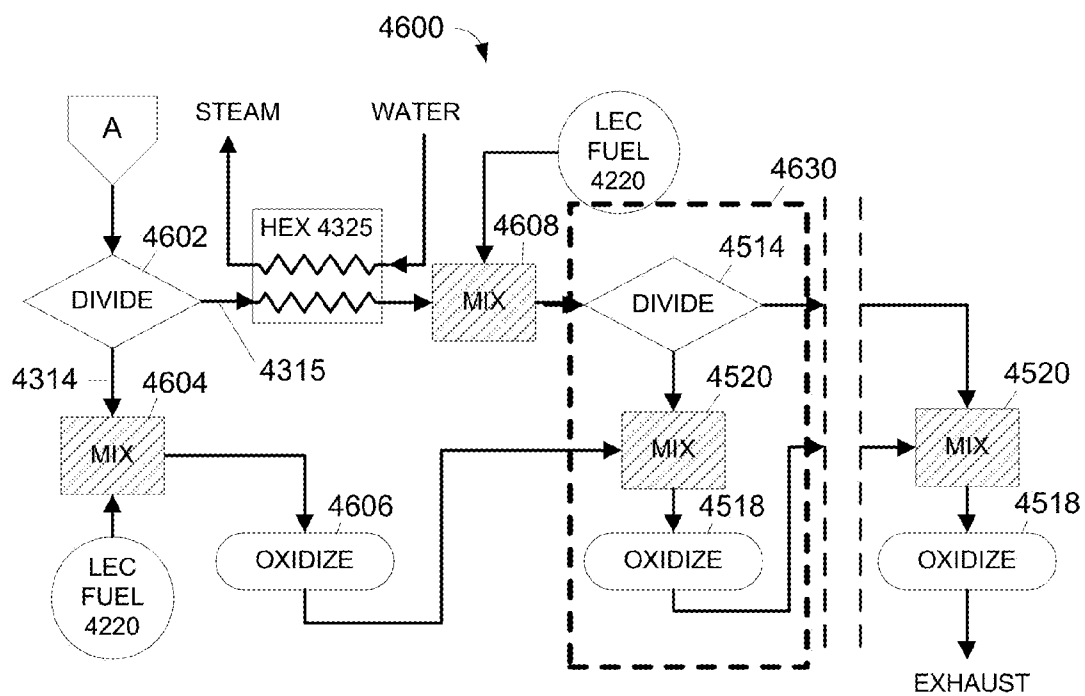 4600
A
STEAM
WATER
LEC
FUEL
4220
4630
4602
HEX 4325
4608
4514
DIVIDE
MIX
DIVIDE
4314
4604
4315
4520
4520
MIX
MIX
MIX
4606
4518
4518
LEC
FUEL
4220
OXIDIZE
OXIDIZE
OXIDIZE
EXHAUST